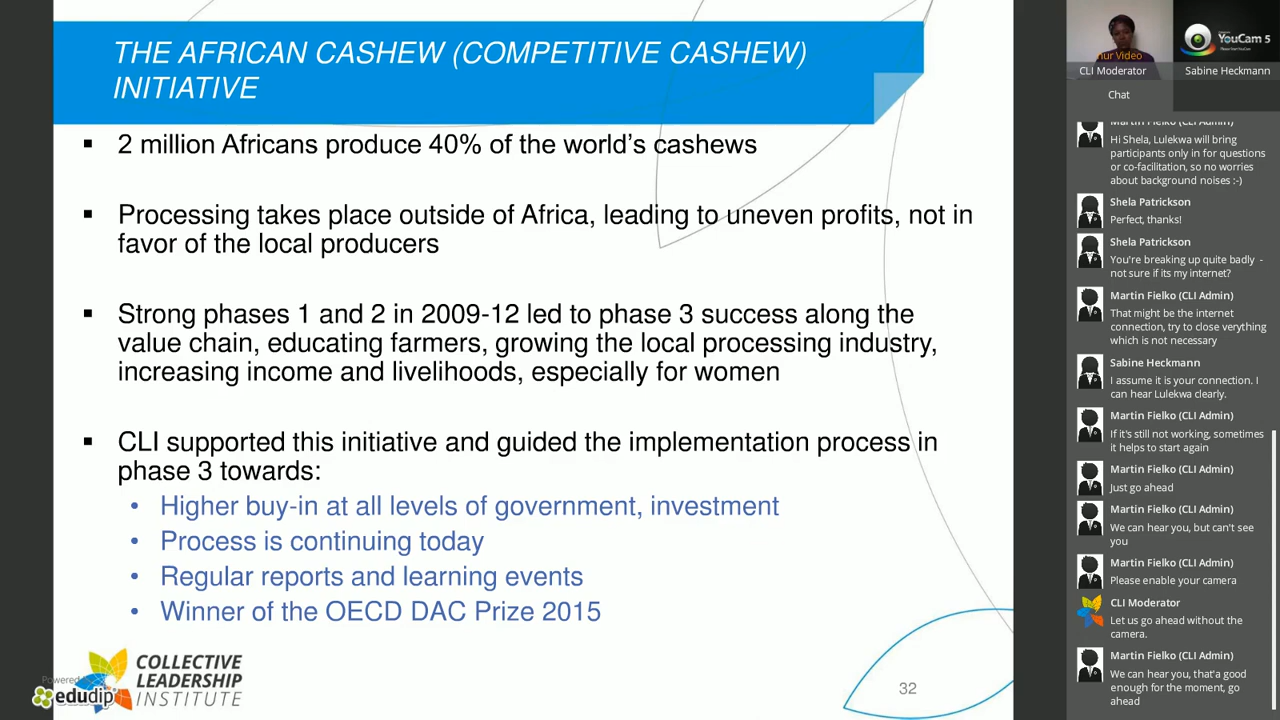 THE AFRICAN CASHEW (COMPETITIVE CASHEW)
INITIATIVE
▪ 2 million Africans produce 40% of the world's cashews
▪ Processing takes place outside of Africa, leading to uneven profits, not in
favor of the local producers
▪ Strong phases 1 and 2 in 2009-12 led to phase 3 success along the
value chain, educating farmers, growing the local processing industry,
increasing income and livelihoods, especially for women
▪ CLI supported this initiative and guided the implementation process in
phase 3 towards:
• Higher buy-in at all levels of government, investment
• Process is continuing today
• Regular reports and learning events
• Winner of the OECD DAC Prize 2015
COLLECTIVE
LEADERSHIP
INSTITUTE
Powered
edudip
32
Video
CLI Moderator
YouCam 5
Sabine Heckmann
Chat
Martin Fielko (CLI Admin)
Hi Shela, Lulekwa will bring
participants only in for questions
or co-facilitation, so no worries
about background noises :-)
Shela Patrickson
Perfect, thanks!
Shela Patrickson
You're breaking up quite badly -
not sure if its my internet?
Martin Fielko (CLI Admin)
That might be the internet
connection, try to close verything
which is not necessary
Sabine Heckmann
I assume it is your connection. I
can hear Lulekwa clearly.
Martin Fielko (CLI Admin)
If it's still not working, sometimes
it helps to start again
Martin Fielko (CLI Admin)
Just go ahead
Martin Fielko (CLI Admin)
We can hear you, but can't see
you
Martin Fielko (CLI Admin)
Please enable your camera
CLI Moderator
Let us go ahead without the
camera.
Martin Fielko (CLI Admin)
We can hear you, that'a good
enough for the moment, go
ahead